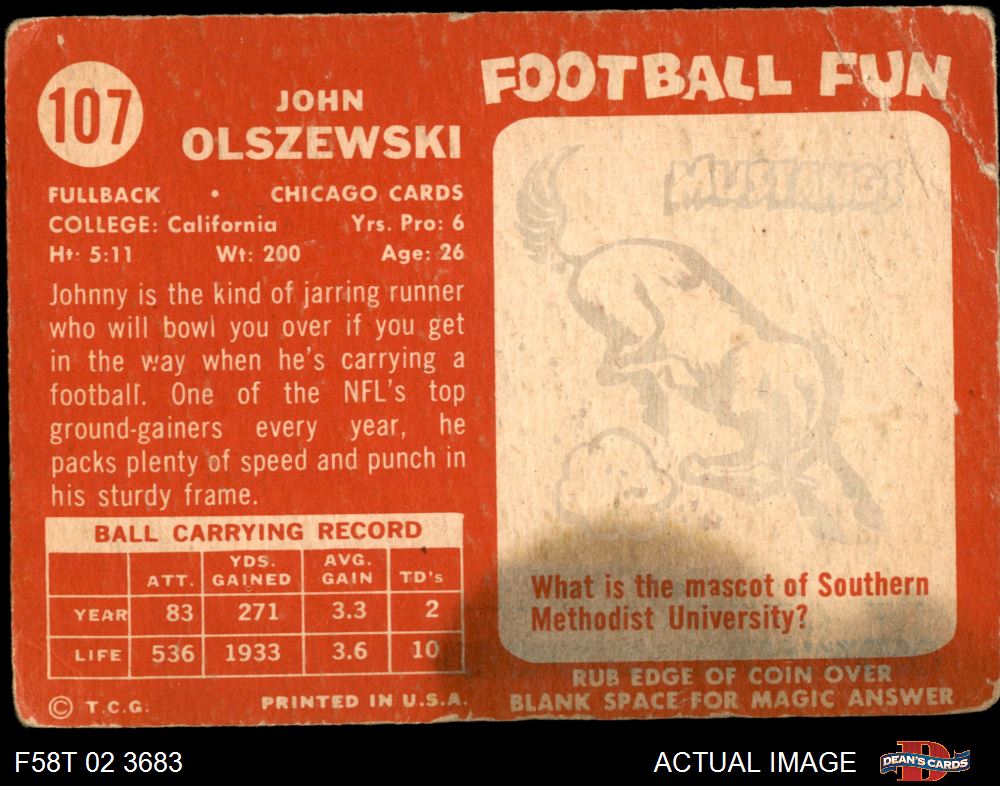 107
JOHN
OLSZEWSKI
FULLBACK • CHICAGO CARDS
COLLEGE: California Yrs. Pro: 6
Ht: 5:11 Wt: 200 Age: 26
Johnny is the kind of jarring runner
who will bowl you over if you get
in the way when he's carrying a
football. One of the NFL's top
ground-gainers every year, he
packs plenty of speed and punch in
his sturdy frame.
BALL CARRYING RECORD
ATT. YDS. GAINED AVG. GAIN TD's
YEAR 83 271 3.3 2
LIFE 536 1933 3.6 10
© T.C.G. PRINTED IN U.S.A.
FOOTBALL FUN
MUSTANGS
What is the mascot of Southern
Methodist University?
RUB EDGE OF COIN OVER
BLANK SPACE FOR MAGIC ANSWER
F58T 02 3683 ACTUAL IMAGE
D
DEAN'S CARDS